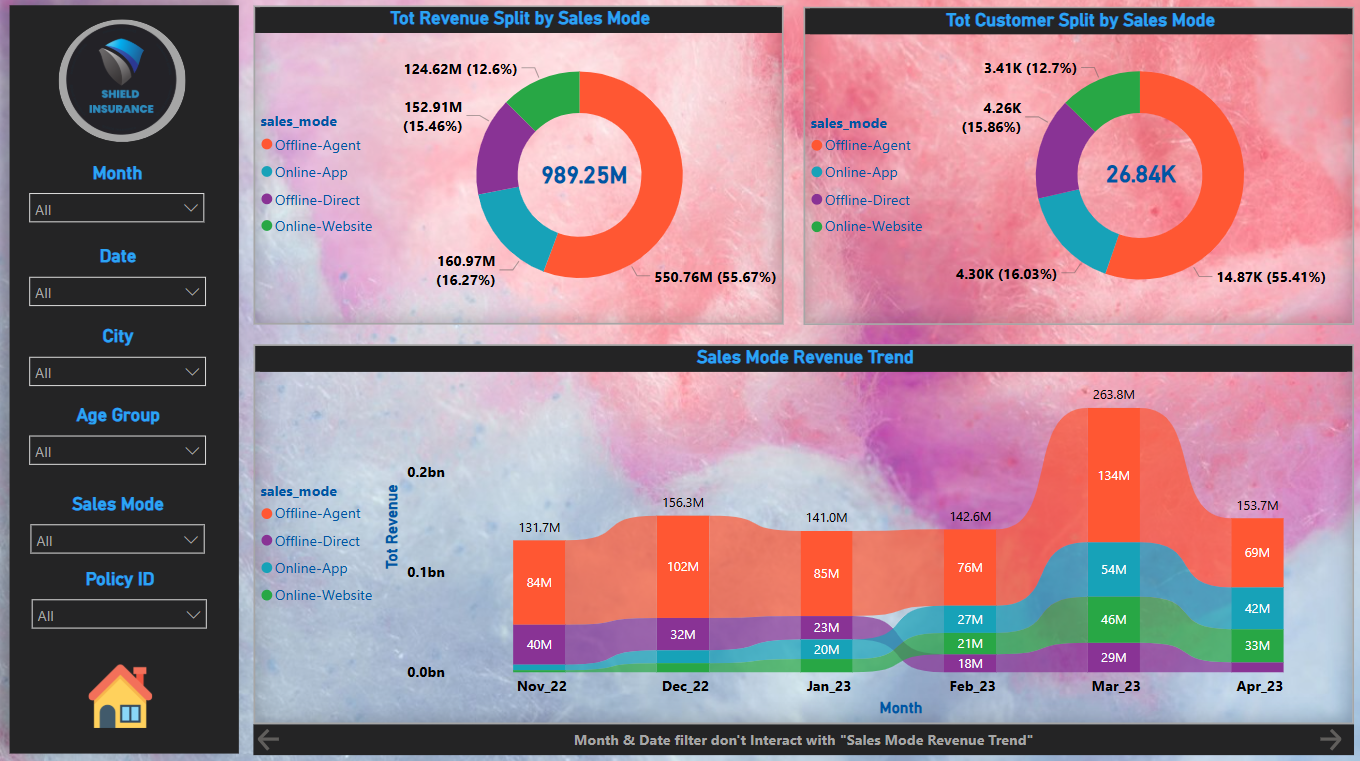 SHIELD
INSURANCE
Month
All
Date
All
City
All
Age Group
All
Sales Mode
All
Policy ID
All
Tot Revenue Split by Sales Mode
sales_mode
Offline-Agent
Online-App
Offline-Direct
Online-Website
124.62M (12.6%)
152.91M
(15.46%)
989.25M
160.97M
(16.27%)
550.76M (55.67%)
Tot Customer Split by Sales Mode
sales_mode
Offline-Agent
Online-App
Offline-Direct
Online-Website
3.41K (12.7%)
4.26K
(15.86%)
26.84K
4.30K (16.03%)
14.87K (55.41%)
Sales Mode Revenue Trend
sales_mode
Offline-Agent
Offline-Direct
Online-App
Online-Website
Tot Revenue
0.2bn
0.1bn
0.0bn
131.7M
84M
40M
156.3M
102M
32M
141.0M
85M
23M
20M
142.6M
76M
27M
21M
18M
263.8M
134M
54M
46M
29M
153.7M
69M
42M
33M
Nov_22 Dec_22 Jan_23 Feb_23 Mar_23 Apr_23
Month
Month & Date filter don't Interact with "Sales Mode Revenue Trend"